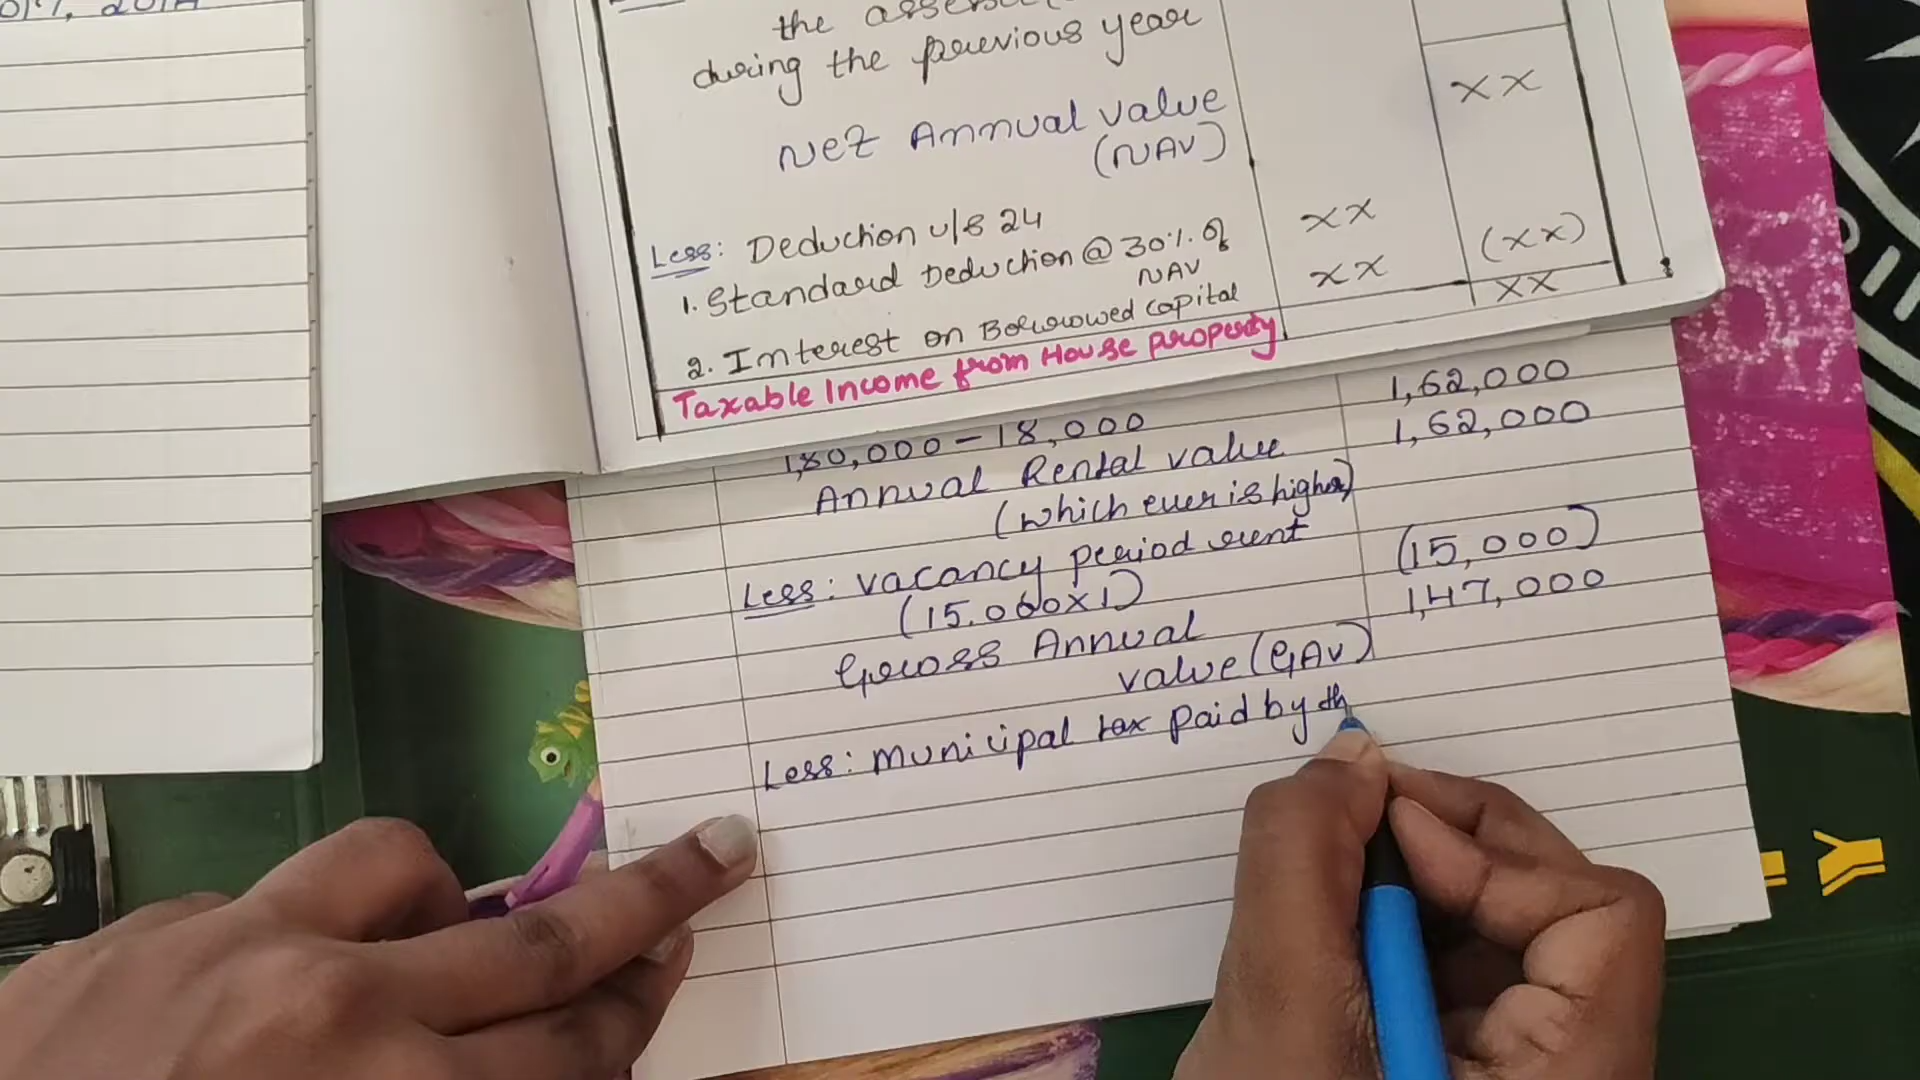 the
during the previous year
Net Annual value
(NAV)
XX
Less: Deduction u/s 24
1. Standard Deduction @ 30%. of
NAV
XX
(XX)
2. Interest on Borrowed capital
XX
XX
Taxable Income from House property
1,80,000 - 18,000
1,62,000
Annual Rental value
1,62,000
(which ever is higher)
Less: vacancy period rent
(15,000)
(15.000X1)
Gross Annual
1,47,000
value (GAV)
Less: municipal tax paid by th